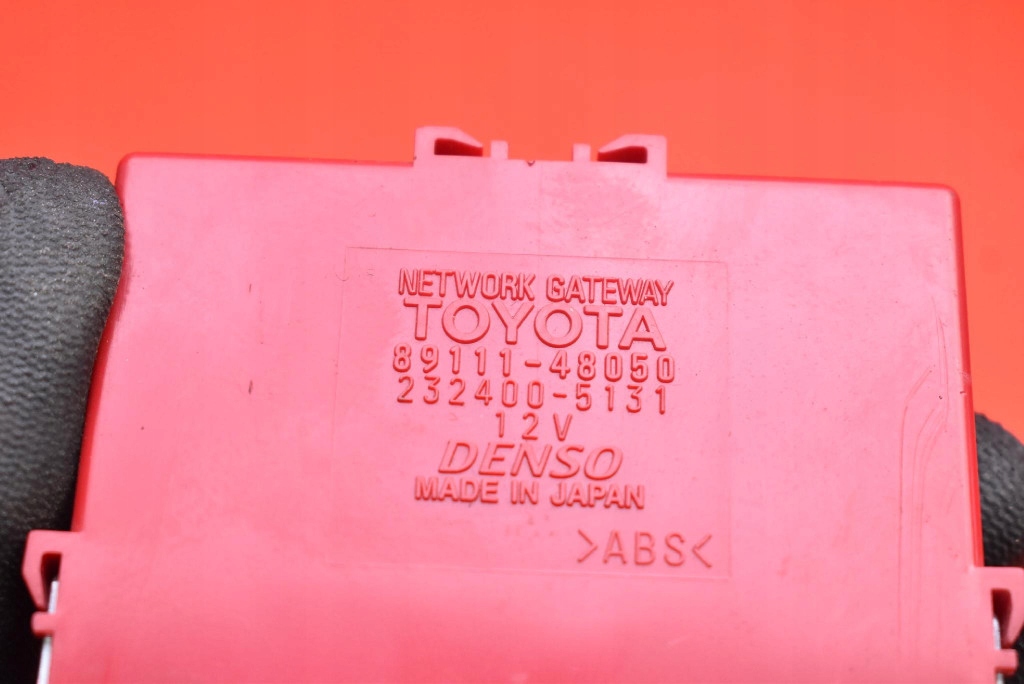 NETWORK GATEWAY
TOYOTA
89111-48050
232400-5131
12V
DENSO
MADE IN JAPAN
>ABS<